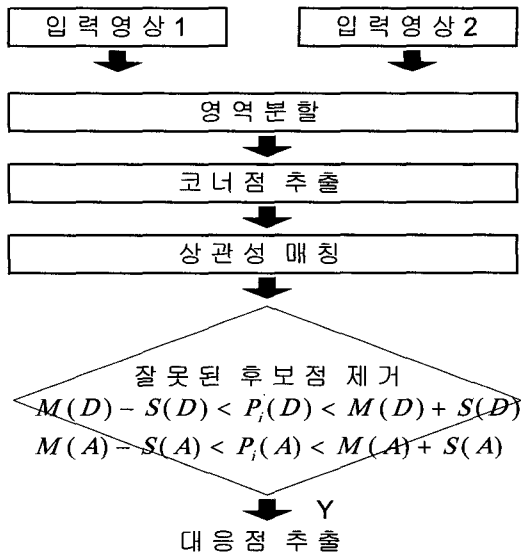 입력영상1
입력영상2
영역분할
코너점 추출
상관성 매칭
잘못된 후보점 제거
M(D) − S(D) < P_i(D) < M(D) + S(D)
M(A) − S(A) < P_i(A) < M(A) + S(A)
Y
대응점 추출